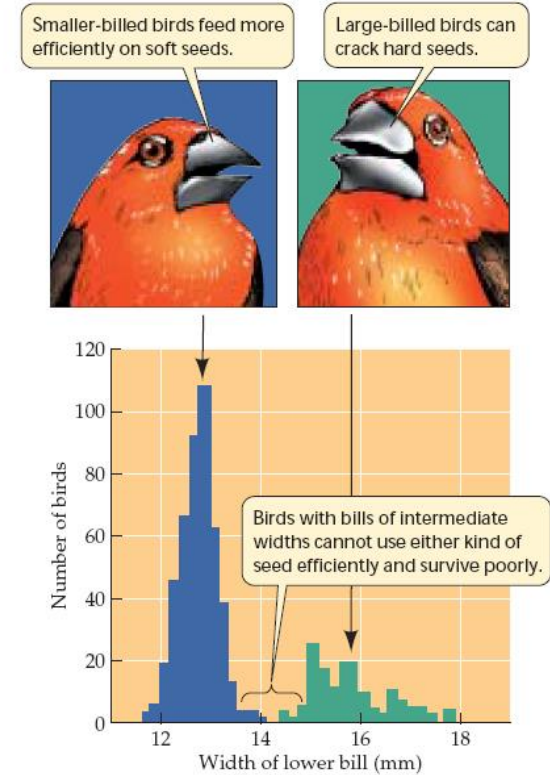 Smaller-billed birds feed more
efficiently on soft seeds.
Large-billed birds can
crack hard seeds.
120
100
80
60
40
20
0
Number of birds
Birds with bills of intermediate
widths cannot use either kind of
seed efficiently and survive poorly.
12
14
16
18
Width of lower bill (mm)